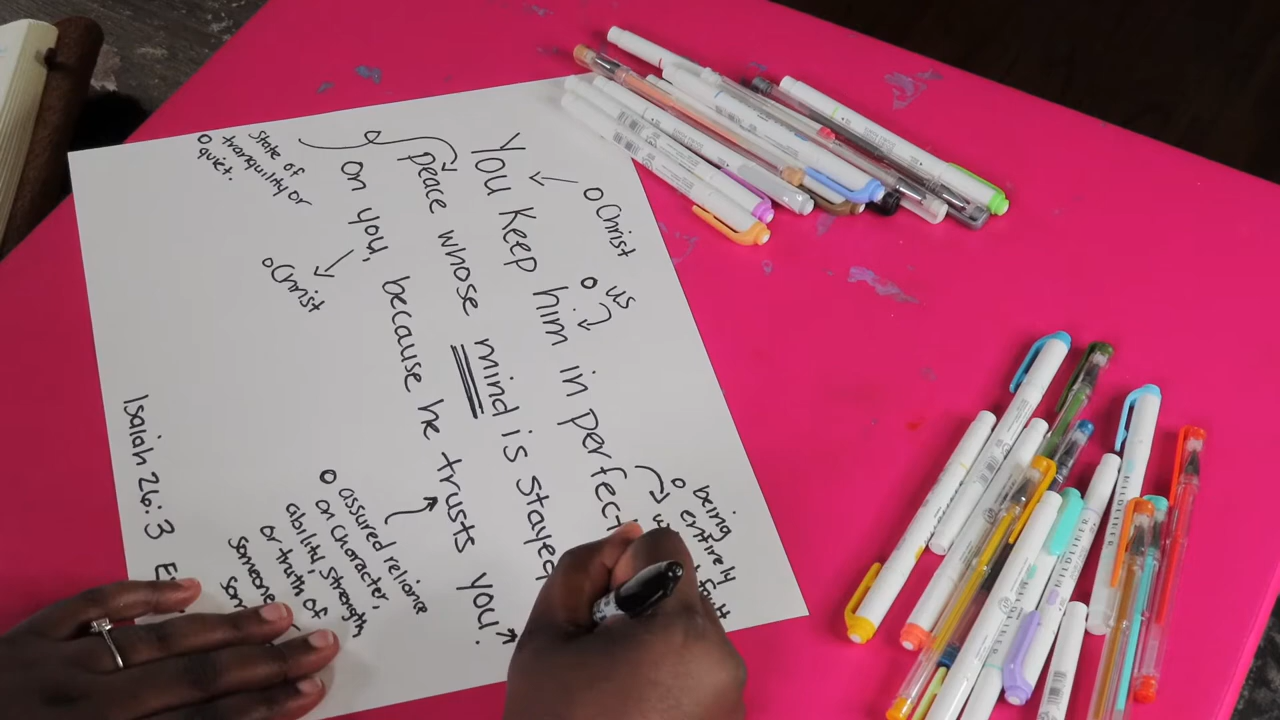 Christ
us
being
entirely
You Keep him in perfect
peace whose mind is stayed
on you, because he trusts you.
State of
tranquility or
quiet.
Christ
assured reliance
on character,
ability, strength
or truth of
someone
Isaiah 26:3
MILDLINER
MILDLINER